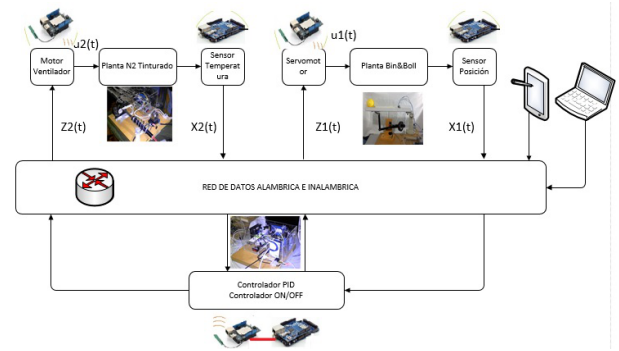 u2(t)
u1(t)
Motor
Ventilador
Planta N2 Tinturado
Sensor
Temperat
ura
Servomot
or
Planta Bin&Boll
Sensor
Posición
Z2(t)
X2(t)
Z1(t)
X1(t)
RED DE DATOS ALAMBRICA E INALAMBRICA
Controlador PID
Controlador ON/OFF